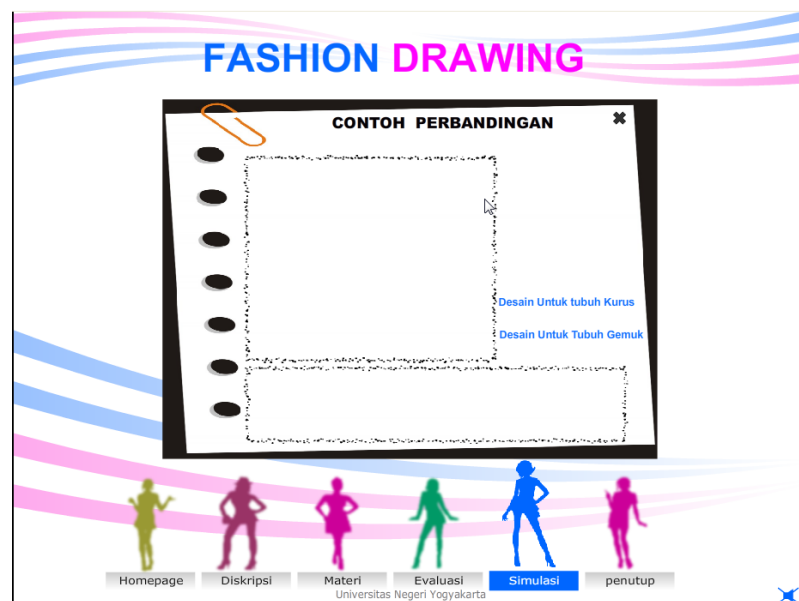 FASHION DRAWING
CONTOH PERBANDINGAN
Desain Untuk tubuh Kurus
Desain Untuk Tubuh Gemuk
Homepage
Diskripsi
Materi
Evaluasi
Simulasi
penutup
Universitas Negeri Yogyakarta